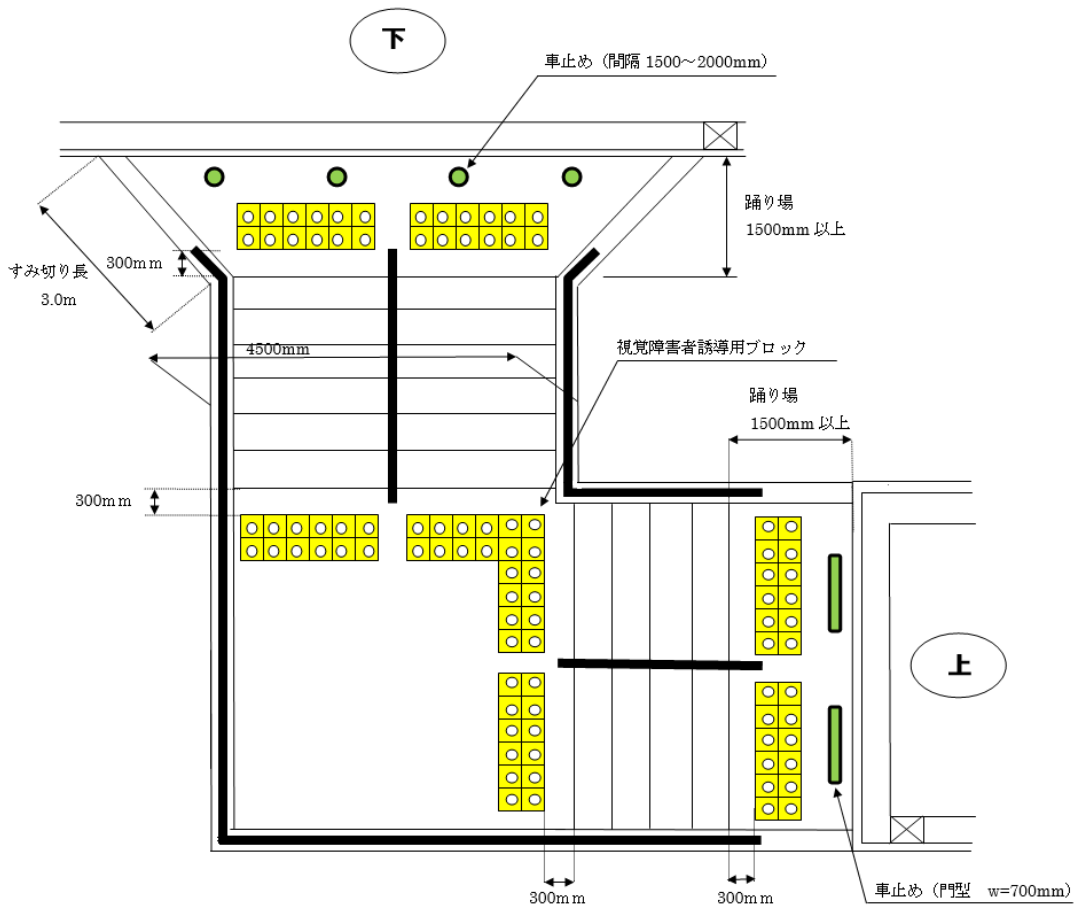 下
車止め（間隔 1500～2000mm）
踊り場
1500mm 以上
300mm
すみ切り長
3.0m
4500mm
視覚障害者誘導用ブロック
踊り場
1500mm 以上
300mm
上
300mm
300mm
車止め（門型　w=700mm）